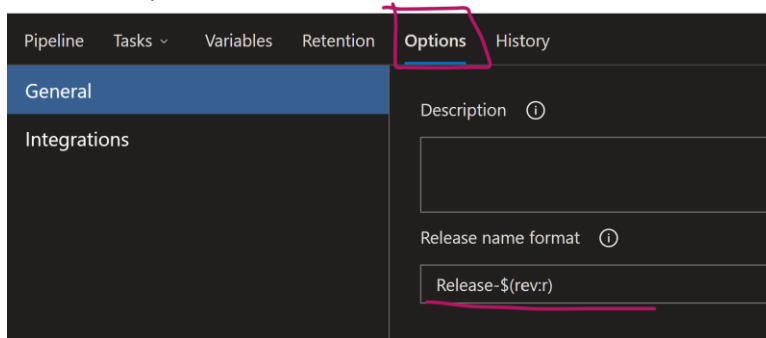 Pipeline Tasks Variables Retention Options History
General
Integrations
Description
Release name format
Release-$(rev:r)